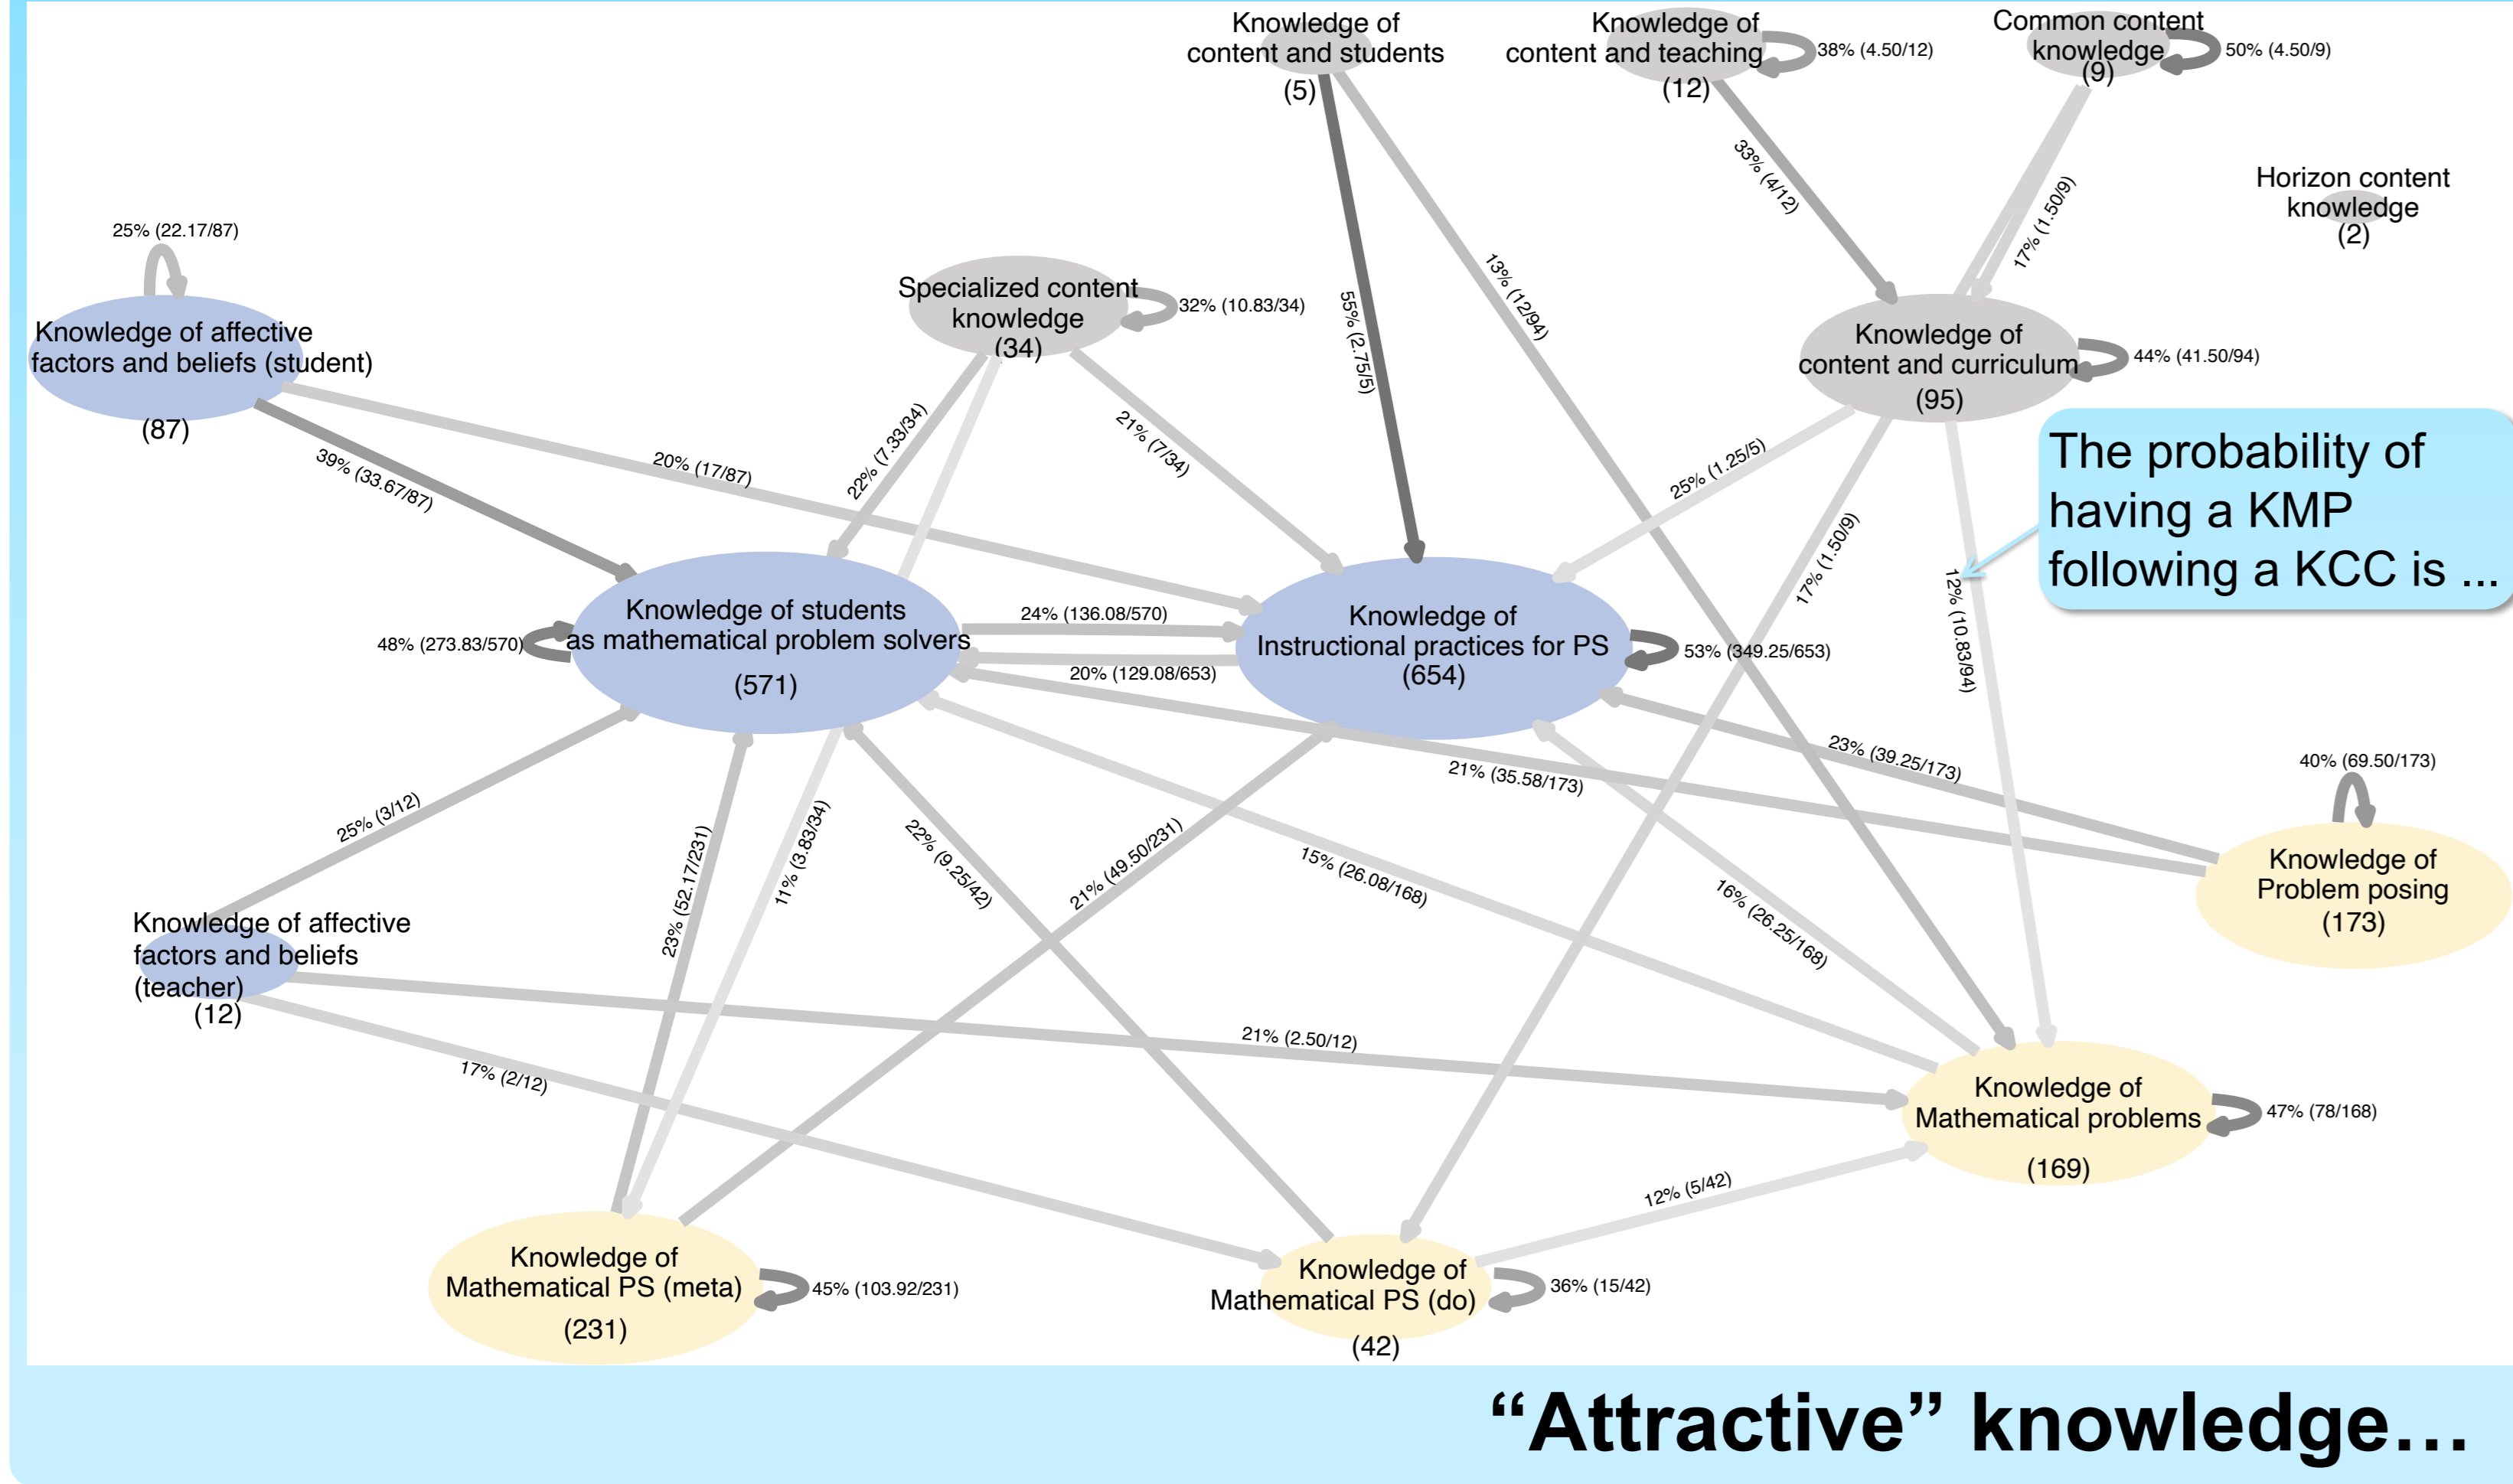 Knowledge of
content and students
(5)
Knowledge of
content and teaching
(12)
38% (4.50/12)
Common content
knowledge
(9)
50% (4.50/9)
33% (4/12)
17% (1.50/9)
Horizon content
knowledge
(2)
25% (22.17/87)
Knowledge of affective
factors and beliefs (student)
(87)
Specialized content
knowledge
(34)
32% (10.83/34)
55% (2.75/5)
13% (12/94)
Knowledge of
content and curriculum
(95)
44% (41.50/94)
39% (33.67/87)
20% (17/87)
22% (7.33/34)
21% (7/34)
25% (1.25/5)
17% (1.50/9)
12% (10.83/94)
The probability of
having a KMP
following a KCC is ...
48% (273.83/570)
Knowledge of students
as mathematical problem solvers
(571)
24% (136.08/570)
20% (129.08/653)
Knowledge of
Instructional practices for PS
(654)
53% (349.25/653)
23% (39.25/173)
21% (35.58/173)
40% (69.50/173)
Knowledge of
Problem posing
(173)
25% (3/12)
23% (52.17/231)
11% (3.83/34)
22% (9.25/42)
21% (49.50/231)
15% (26.08/168)
16% (26.25/168)
Knowledge of affective
factors and beliefs
(teacher)
(12)
21% (2.50/12)
17% (2/12)
Knowledge of
Mathematical problems
(169)
47% (78/168)
12% (5/42)
Knowledge of
Mathematical PS (meta)
(231)
45% (103.92/231)
Knowledge of
Mathematical PS (do)
(42)
36% (15/42)
“Attractive” knowledge…